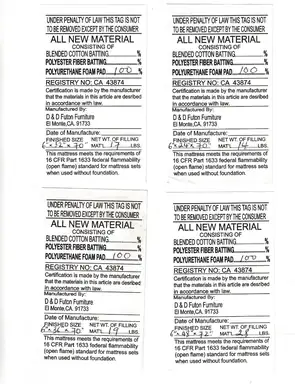 UNDER PENALTY OF LAW THIS TAG IS NOT
TO BE REMOVED EXCEPT BY THE CONSUMER
ALL NEW MATERIAL
CONSISTING OF
BLENDED COTTON BATTING %
POLYESTER FIBER BATTING %
POLYURETHANE FOAM PAD 100 %
REGISTRY NO: CA 43874
Certification is made by the manufacturer
that the materials in this article are desribed
in accordance with law.
Manufactured By:
D & D Futon Furniture
El Monte, CA. 91733
Date of Manufacture:
FINISHED SIZE NET WT. OF FILLING
MATL 17 LBS.
This mattress meets the requirements of
16 CFR Part 1633 federal flammability
(open flame) standard for mattress sets
when used without foundation.
UNDER PENALTY OF LAW THIS TAG IS NOT
TO BE REMOVED EXCEPT BY THE CONSUMER
ALL NEW MATERIAL
CONSISTING OF
BLENDED COTTON BATTING %
POLYESTER FIBER BATTING %
POLYURETHANE FOAM PAD 100 %
REGISTRY NO: CA 43874
Certification is made by the manufacturer
that the materials in this article are desribed
in accordance with law.
Manufactured By:
D & D Futon Furniture
El Monte, CA. 91733
Date of Manufacture:
FINISHED SIZE NET WT. OF FILLING
MATL 14 LBS.
This mattress meets the requirements of
16 CFR Part 1633 federal flammability
(open flame) standard for mattress sets
when used without foundation.
UNDER PENALTY OF LAW THIS TAG IS NOT
TO BE REMOVED EXCEPT BY THE CONSUMER
ALL NEW MATERIAL
CONSISTING OF
BLENDED COTTON BATTING %
POLYESTER FIBER BATTING %
POLYURETHANE FOAM PAD 100 %
REGISTRY NO: CA 43874
Certification is made by the manufacturer
that the materials in this article are desribed
in accordance with law.
Manufactured By:
D & D Futon Furniture
El Monte, CA. 91733
Date of Manufacture:
FINISHED SIZE NET WT. OF FILLING
6"x36"x70" MATL 19 LBS.
This mattress meets the requirements of
16 CFR Part 1633 federal flammability
(open flame) standard for mattress sets
when used without foundation.
UNDER PENALTY OF LAW THIS TAG IS NOT
TO BE REMOVED EXCEPT BY THE CONSUMER
ALL NEW MATERIAL
CONSISTING OF
BLENDED COTTON BATTING %
POLYESTER FIBER BATTING %
POLYURETHANE FOAM PAD 100 %
REGISTRY NO: CA 43874
Certification is made by the manufacturer
that the materials in this article are desribed
in accordance with law.
Manufactured By:
D & D Futon Furniture
El Monte, CA. 91733
Date of Manufacture:
FINISHED SIZE NET WT. OF FILLING
MATL 28 LBS.
This mattress meets the requirements of
16 CFR Part 1633 federal flammability
(open flame) standard for mattress sets
when used without foundation.